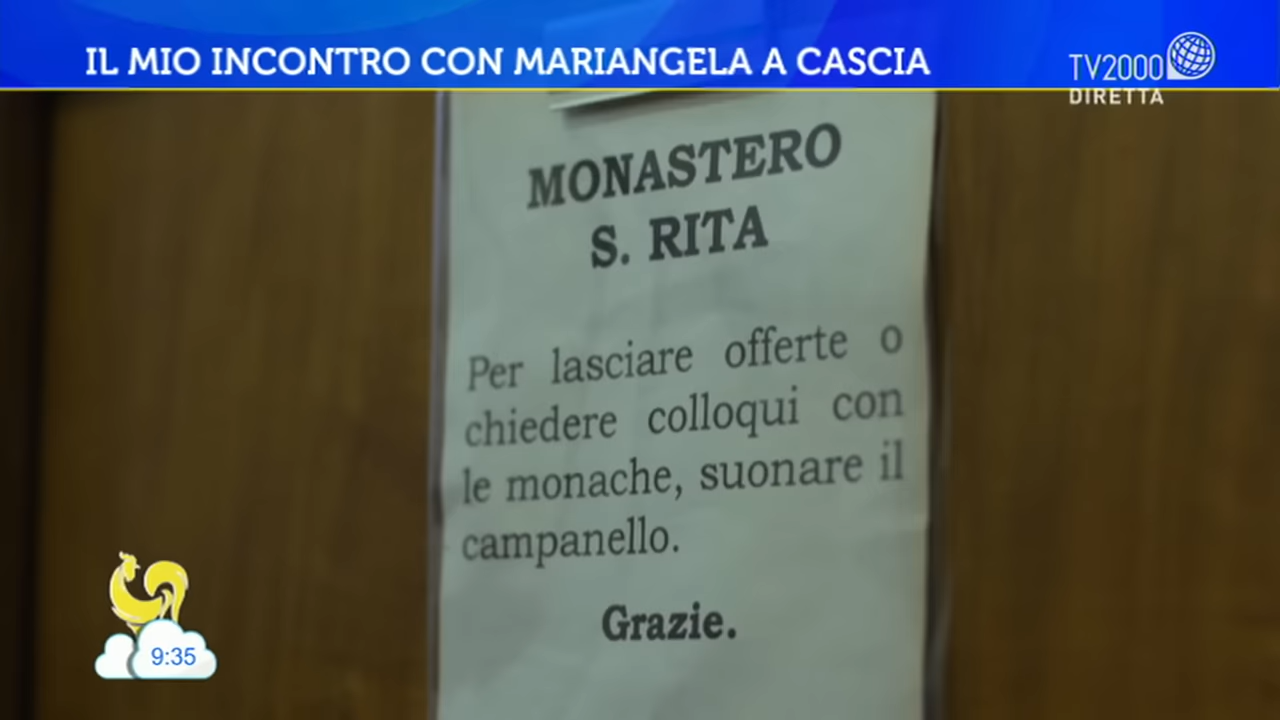 IL MIO INCONTRO CON MARIANGELA A CASCIA
TV2000
DIRETTA
MONASTERO
S. RITA
Per lasciare offerte o
chiedere colloqui con
le monache, suonare il
campanello.
Grazie.
9:35